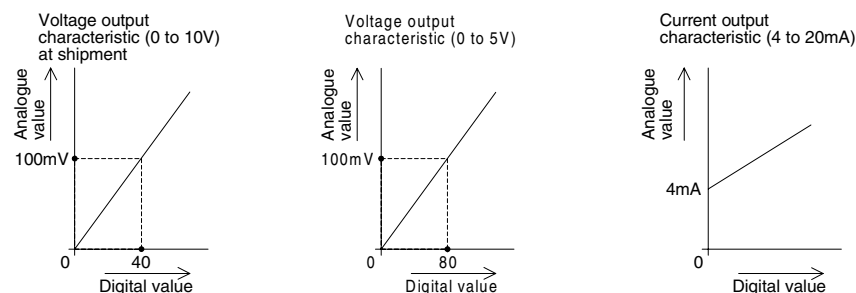 Voltage output
characteristic (0 to 10V)
at shipment
Analogue
value
100mV
0
40
Digital value
Voltage output
characteristic (0 to 5V)
Analogue
value
100mV
0
80
Digital value
Current output
characteristic (4 to 20mA)
Analogue
value
4mA
0
Digital value